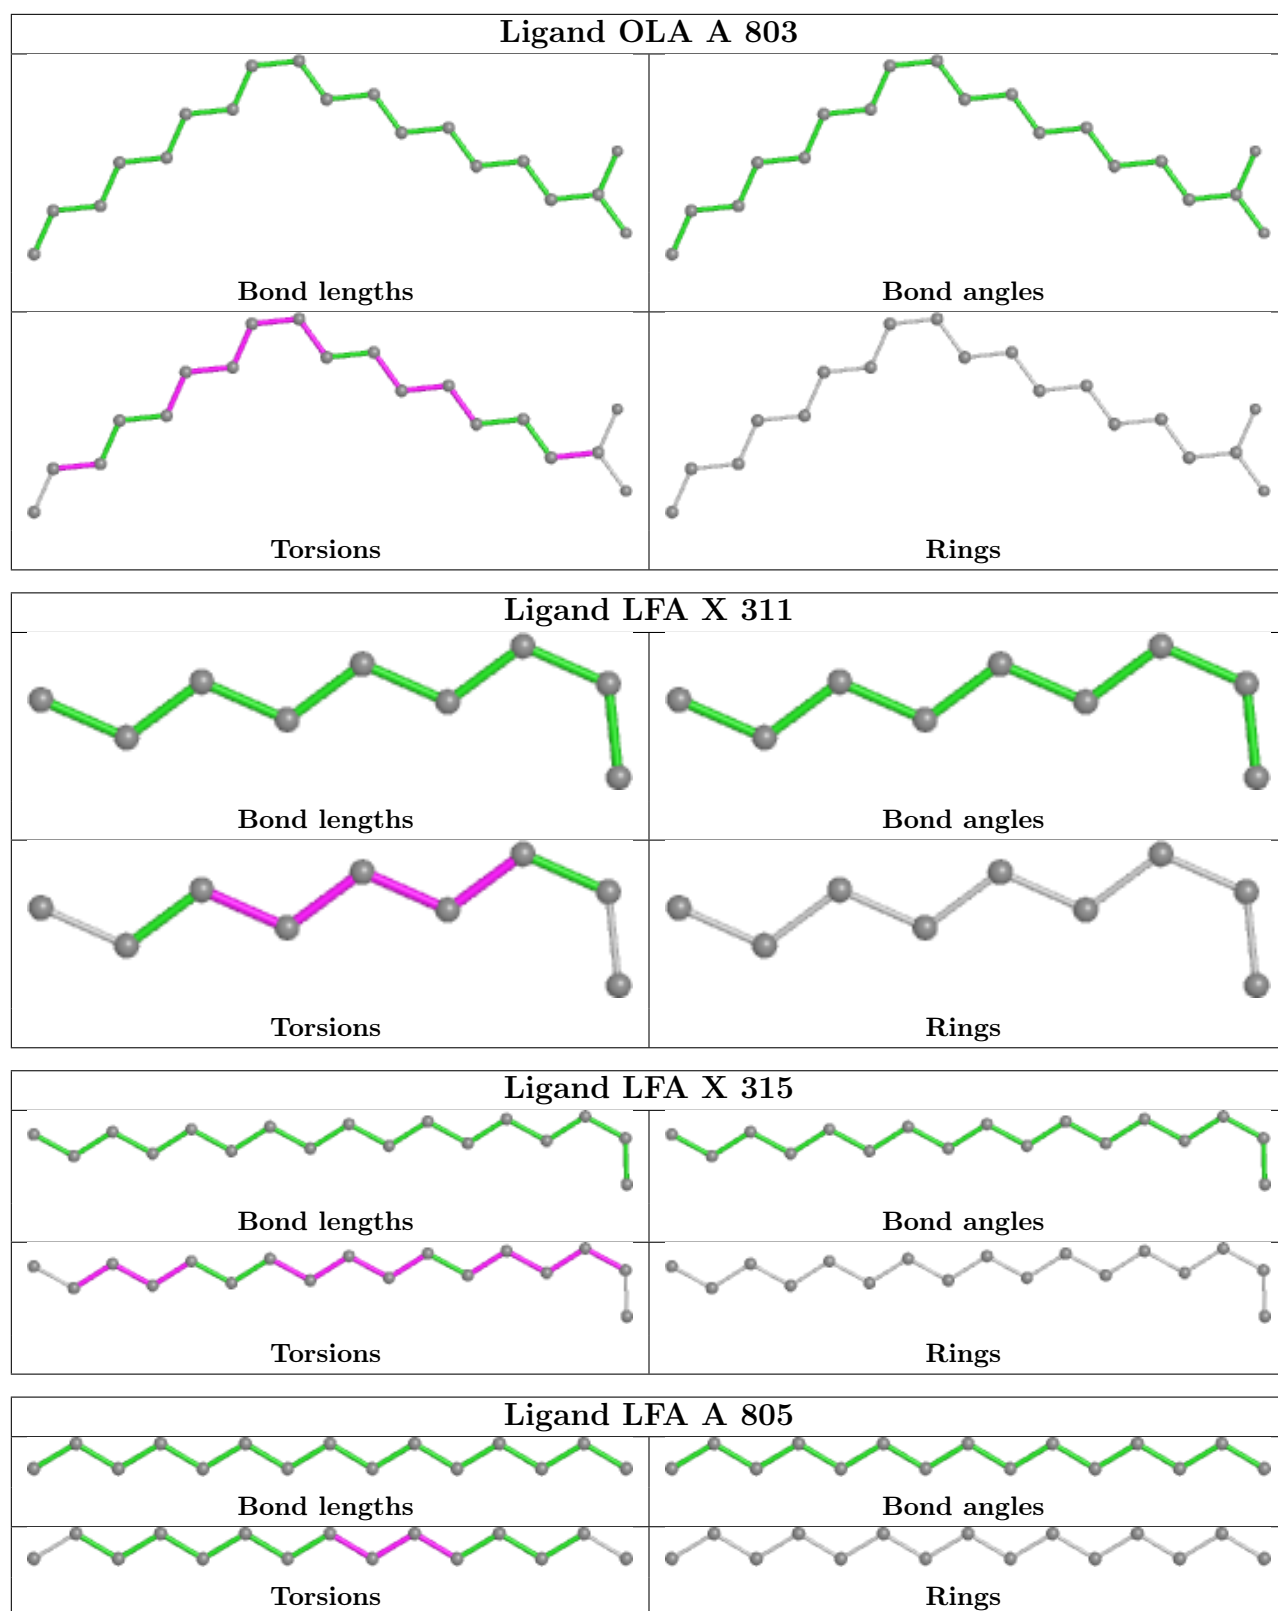 Ligand OLA A 803
Bond lengths
Bond angles
Torsions
Rings
Ligand LFA X 311
Bond lengths
Bond angles
Torsions
Rings
Ligand LFA X 315
Bond lengths
Bond angles
Torsions
Rings
Ligand LFA A 805
Bond lengths
Bond angles
Torsions
Rings